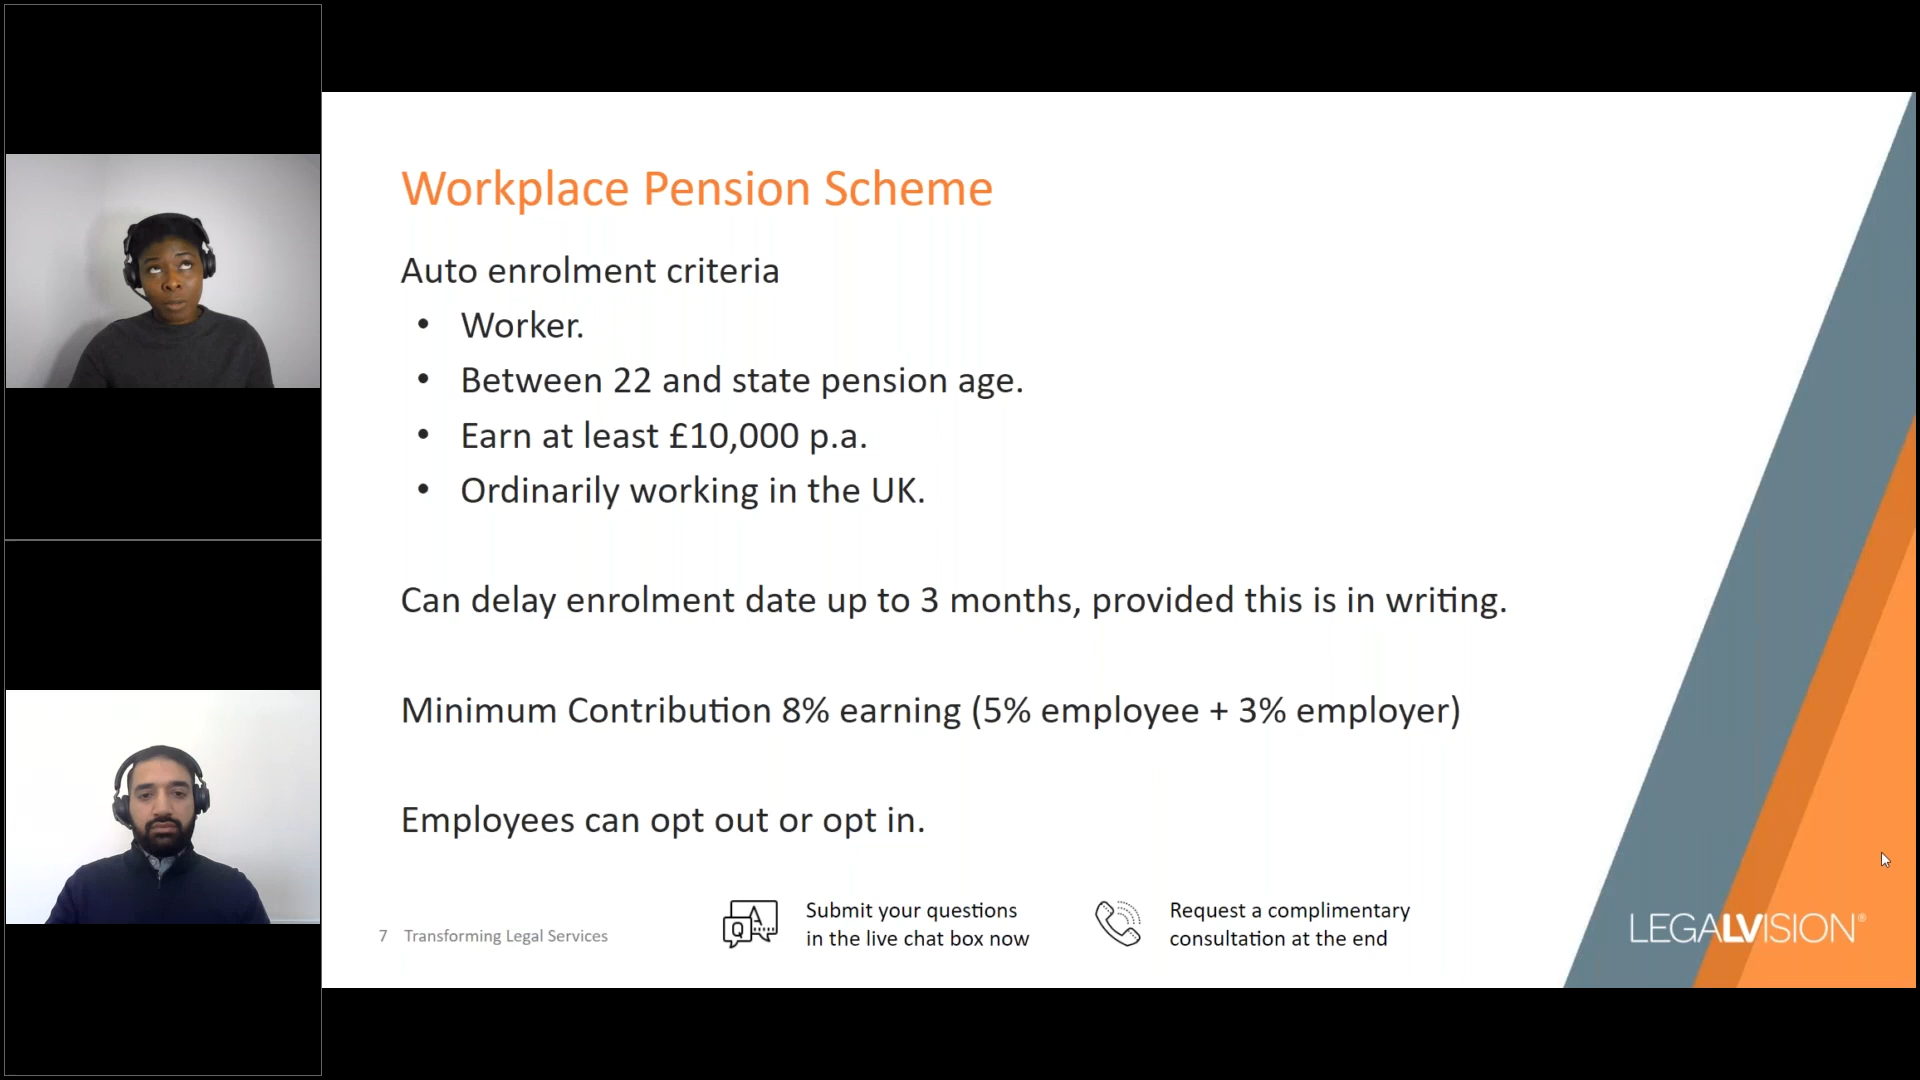 Workplace Pension Scheme
Auto enrolment criteria
• Worker.
• Between 22 and state pension age.
• Earn at least £10,000 p.a.
• Ordinarily working in the UK.
Can delay enrolment date up to 3 months, provided this is in writing.
Minimum Contribution 8% earning (5% employee + 3% employer)
Employees can opt out or opt in.
7 Transforming Legal Services
Q A
Submit your questions
in the live chat box now
Request a complimentary
consultation at the end
LEGALVISION®